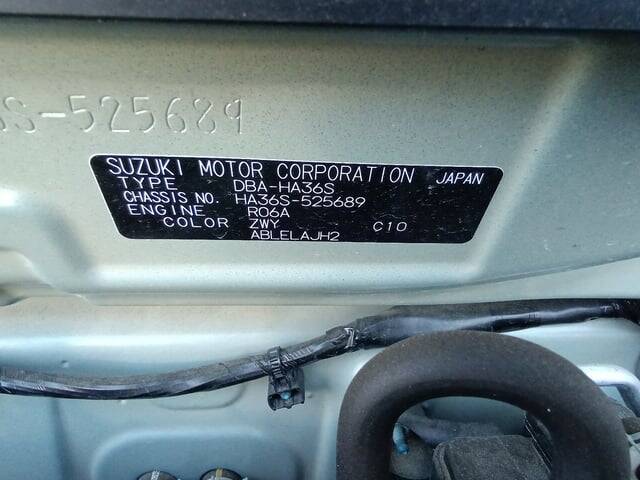 S-525689
SUZUKI MOTOR CORPORATION JAPAN
TYPE DBA-HA36S
CHASSIS NO. HA36S-525689
ENGINE R06A
COLOR ZWY C10
ABLELAJH2